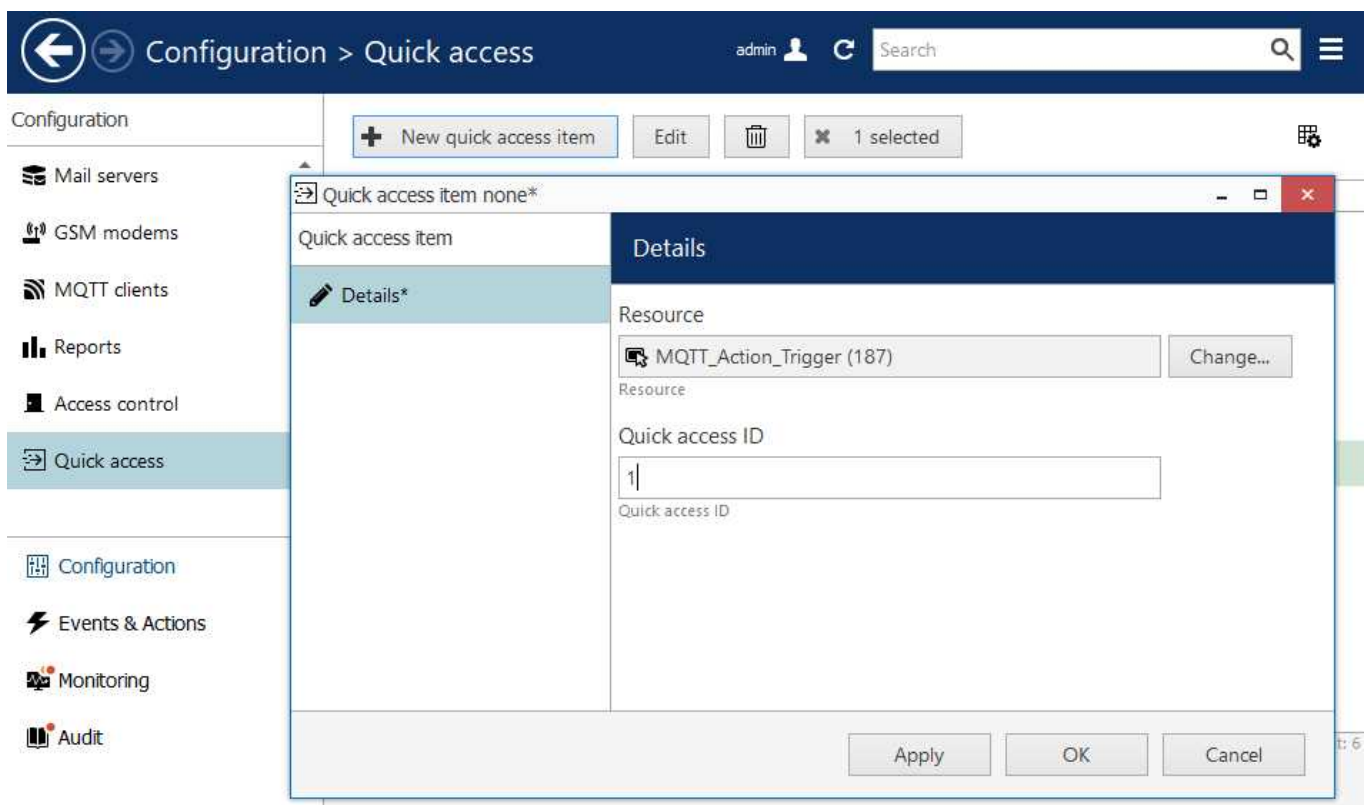 Configuration > Quick access
admin
Search
Configuration
Mail servers
GSM modems
MQTT clients
Reports
Access control
Quick access
Configuration
Events & Actions
Monitoring
Audit
New quick access item
Edit
1 selected
Quick access item none*
Quick access item
Details*
Details
Resource
MQTT_Action_Trigger (187)
Change...
Resource
Quick access ID
1
Quick access ID
Apply
OK
Cancel
t: 6